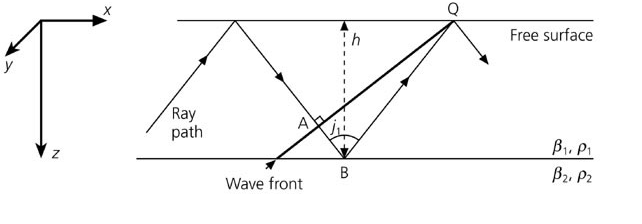 x
y
z
Q
h
Free surface
Ray
path
A
j₁
β₁, ρ₁
β₂, ρ₂
Wave front
B